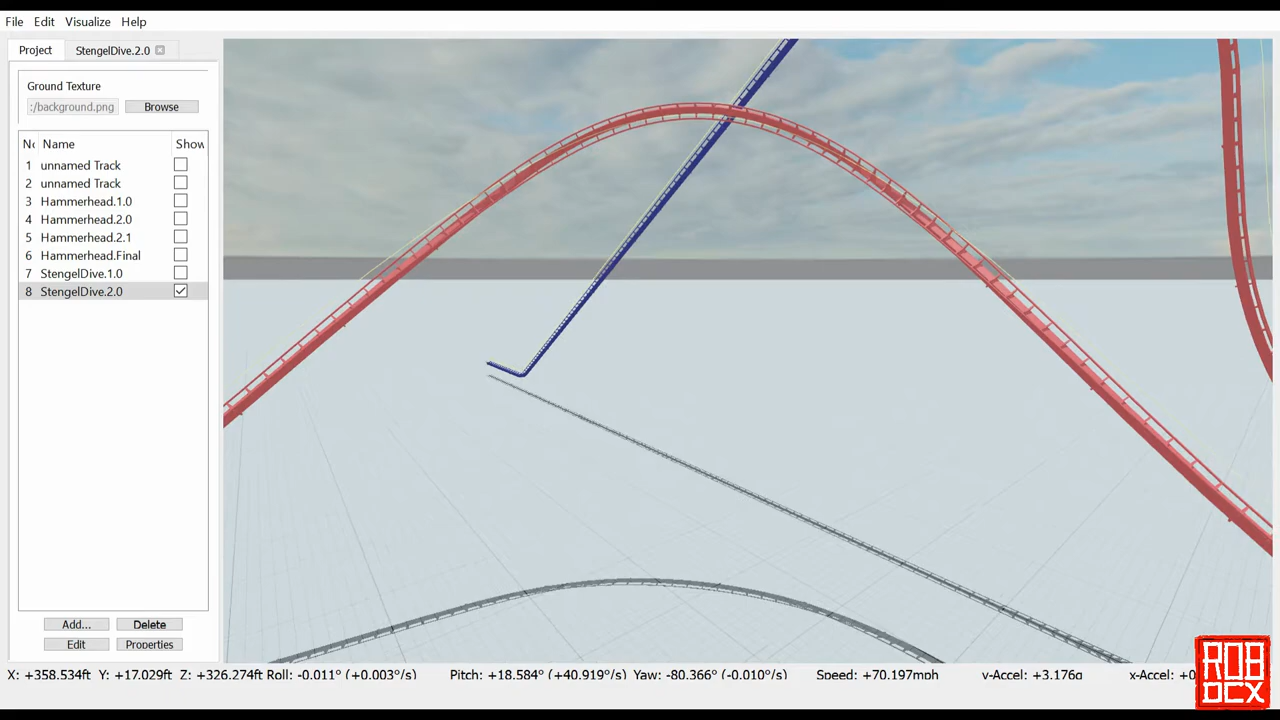 File Edit Visualize Help
Project StengelDive.2.0
Ground Texture
:/background.png Browse
Nc Name Show
1 unnamed Track
2 unnamed Track
3 Hammerhead.1.0
4 Hammerhead.2.0
5 Hammerhead.2.1
6 Hammerhead.Final
7 StengelDive.1.0
8 StengelDive.2.0
Add... Delete
Edit Properties
X: +358.534ft Y: +17.029ft Z: +326.274ft Roll: -0.011° (+0.003°/s) Pitch: +18.584° (+40.919°/s) Yaw: -80.366° (-0.010°/s) Speed: +70.197mph v-Accel: +3.176g x-Accel: +0
ROB
DCX